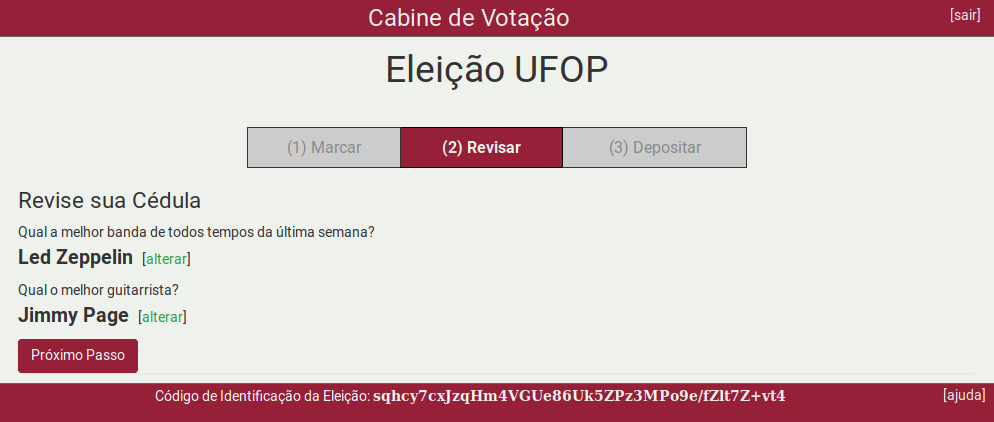 Cabine de Votação
[sair]
Eleição UFOP
(1) Marcar
(2) Revisar
(3) Depositar
Revise sua Cédula
Qual a melhor banda de todos tempos da última semana?
Led Zeppelin [alterar]
Qual o melhor guitarrista?
Jimmy Page [alterar]
Próximo Passo
Código de Identificação da Eleição: sqhcy7cxJzqHm4VGUe86Uk5ZPz3MPo9e/fZlt7Z+vt4
[ajuda]